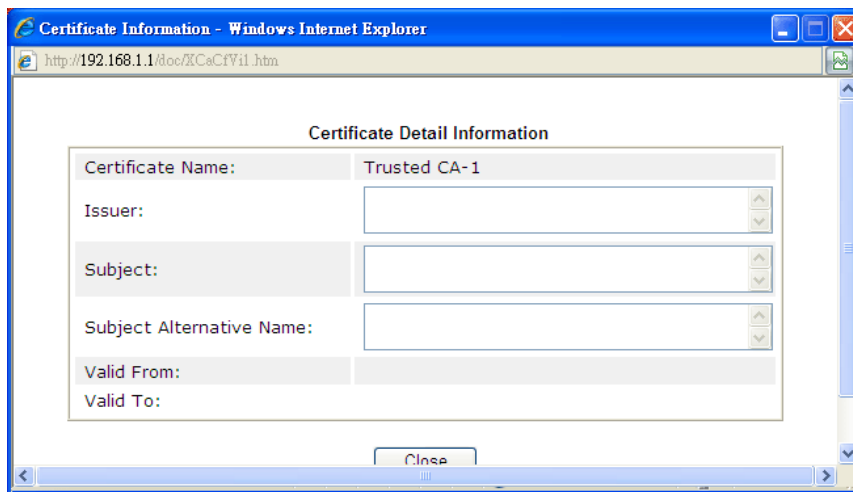 Certificate Information - Windows Internet Explorer
http://192.168.1.1/doc/XCaCfVi1.htm
Certificate Detail Information
Certificate Name: Trusted CA-1
Issuer:
Subject:
Subject Alternative Name:
Valid From:
Valid To:
Close